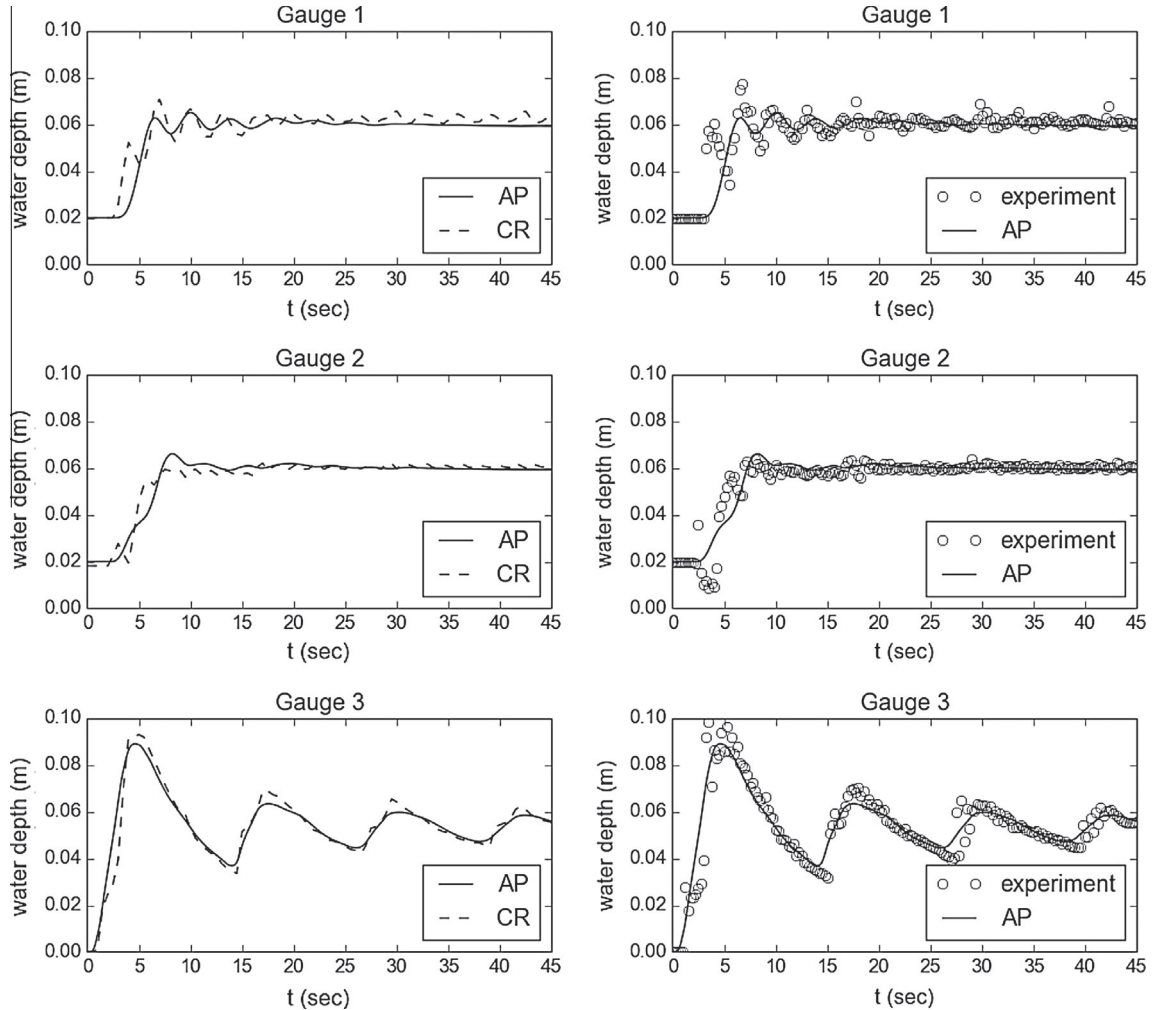 Gauge 1
0.10
0.08
0.06
0.04
0.02
0.00
water depth (m)
AP
CR
0 5 10 15 20 25 30 35 40 45
t (sec)
Gauge 1
0.10
0.08
0.06
0.04
0.02
0.00
water depth (m)
experiment
AP
0 5 10 15 20 25 30 35 40 45
t (sec)
Gauge 2
0.10
0.08
0.06
0.04
0.02
0.00
water depth (m)
AP
CR
0 5 10 15 20 25 30 35 40 45
t (sec)
Gauge 2
0.10
0.08
0.06
0.04
0.02
0.00
water depth (m)
experiment
AP
0 5 10 15 20 25 30 35 40 45
t (sec)
Gauge 3
0.10
0.08
0.06
0.04
0.02
0.00
water depth (m)
AP
CR
0 5 10 15 20 25 30 35 40 45
t (sec)
Gauge 3
0.10
0.08
0.06
0.04
0.02
0.00
water depth (m)
experiment
AP
0 5 10 15 20 25 30 35 40 45
t (sec)